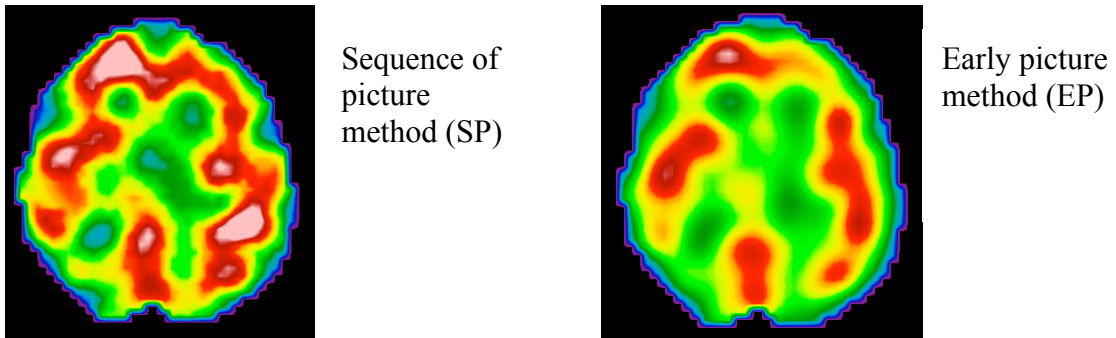 Sequence of
picture
method (SP)
Early picture
method (EP)